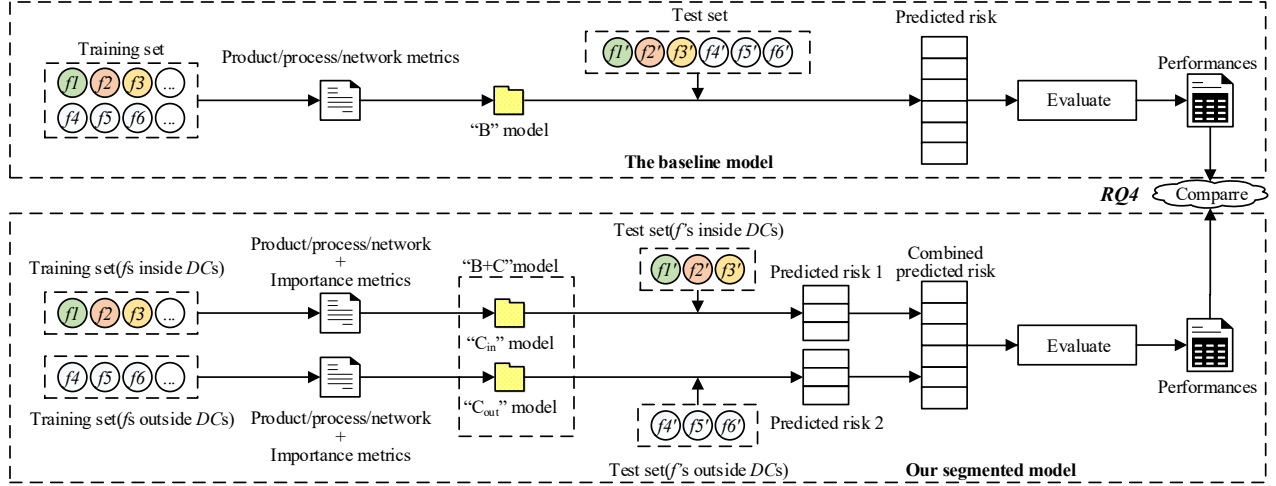 Training set
f1 f2 f3 ...
f4 f5 f6 ...
Product/process/network metrics
“B” model
Test set
f1' f2' f3' f4' f5' f6'
Predicted risk
Evaluate
Performances
The baseline model
RQ4
Comparre
Training set(fs inside DCs)
f1 f2 f3 ...
f4 f5 f6 ...
Training set(fs outside DCs)
Product/process/network
+
Importance metrics
Product/process/network
+
Importance metrics
“B+C”model
“Cin” model
“Cout” model
Test set(f's inside DCs)
f1' f2' f3'
f4' f5' f6'
Test set(f's outside DCs)
Predicted risk 1
Predicted risk 2
Combined
predicted risk
Evaluate
Performances
Our segmented model